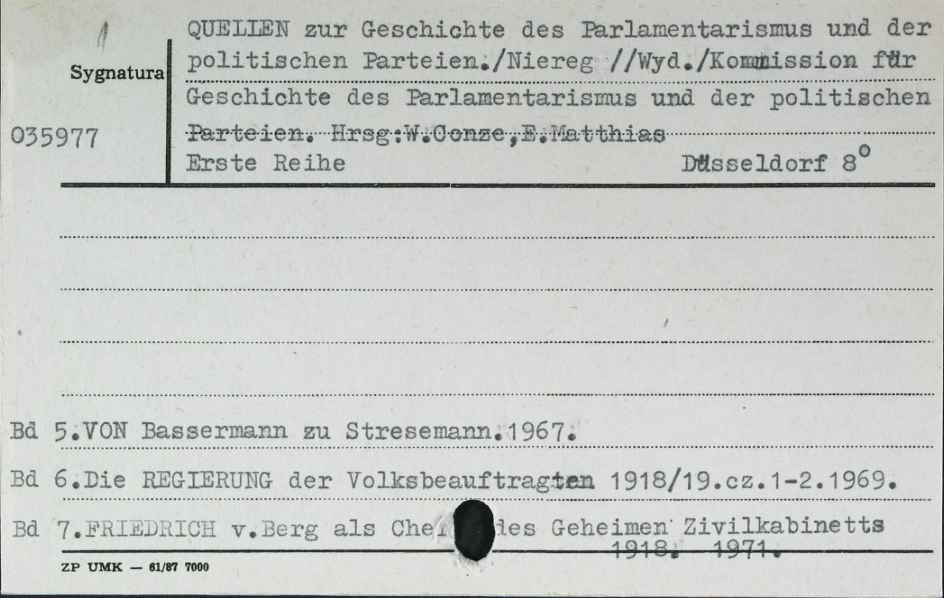 1
QUELLEN zur Geschichte des Parlamentarismus und der
politischen Parteien./Niereg //Wyd./Kommission für
Sygnatura
Geschichte des Parlamentarismus und der politischen
035977
Parteien. Hrsg:W.Conze,E.Matthias
Erste Reihe Düsseldorf 8°
Bd 5.VON Bassermann zu Stresemann.1967.
Bd 6.Die REGIERUNG der Volksbeauftragten 1918/19.cz.1-2.1969.
Bd 7.FRIEDRICH v.Berg als Chef des Geheimen Zivilkabinetts
1918. 1971.
ZP UMK — 61/87 7000